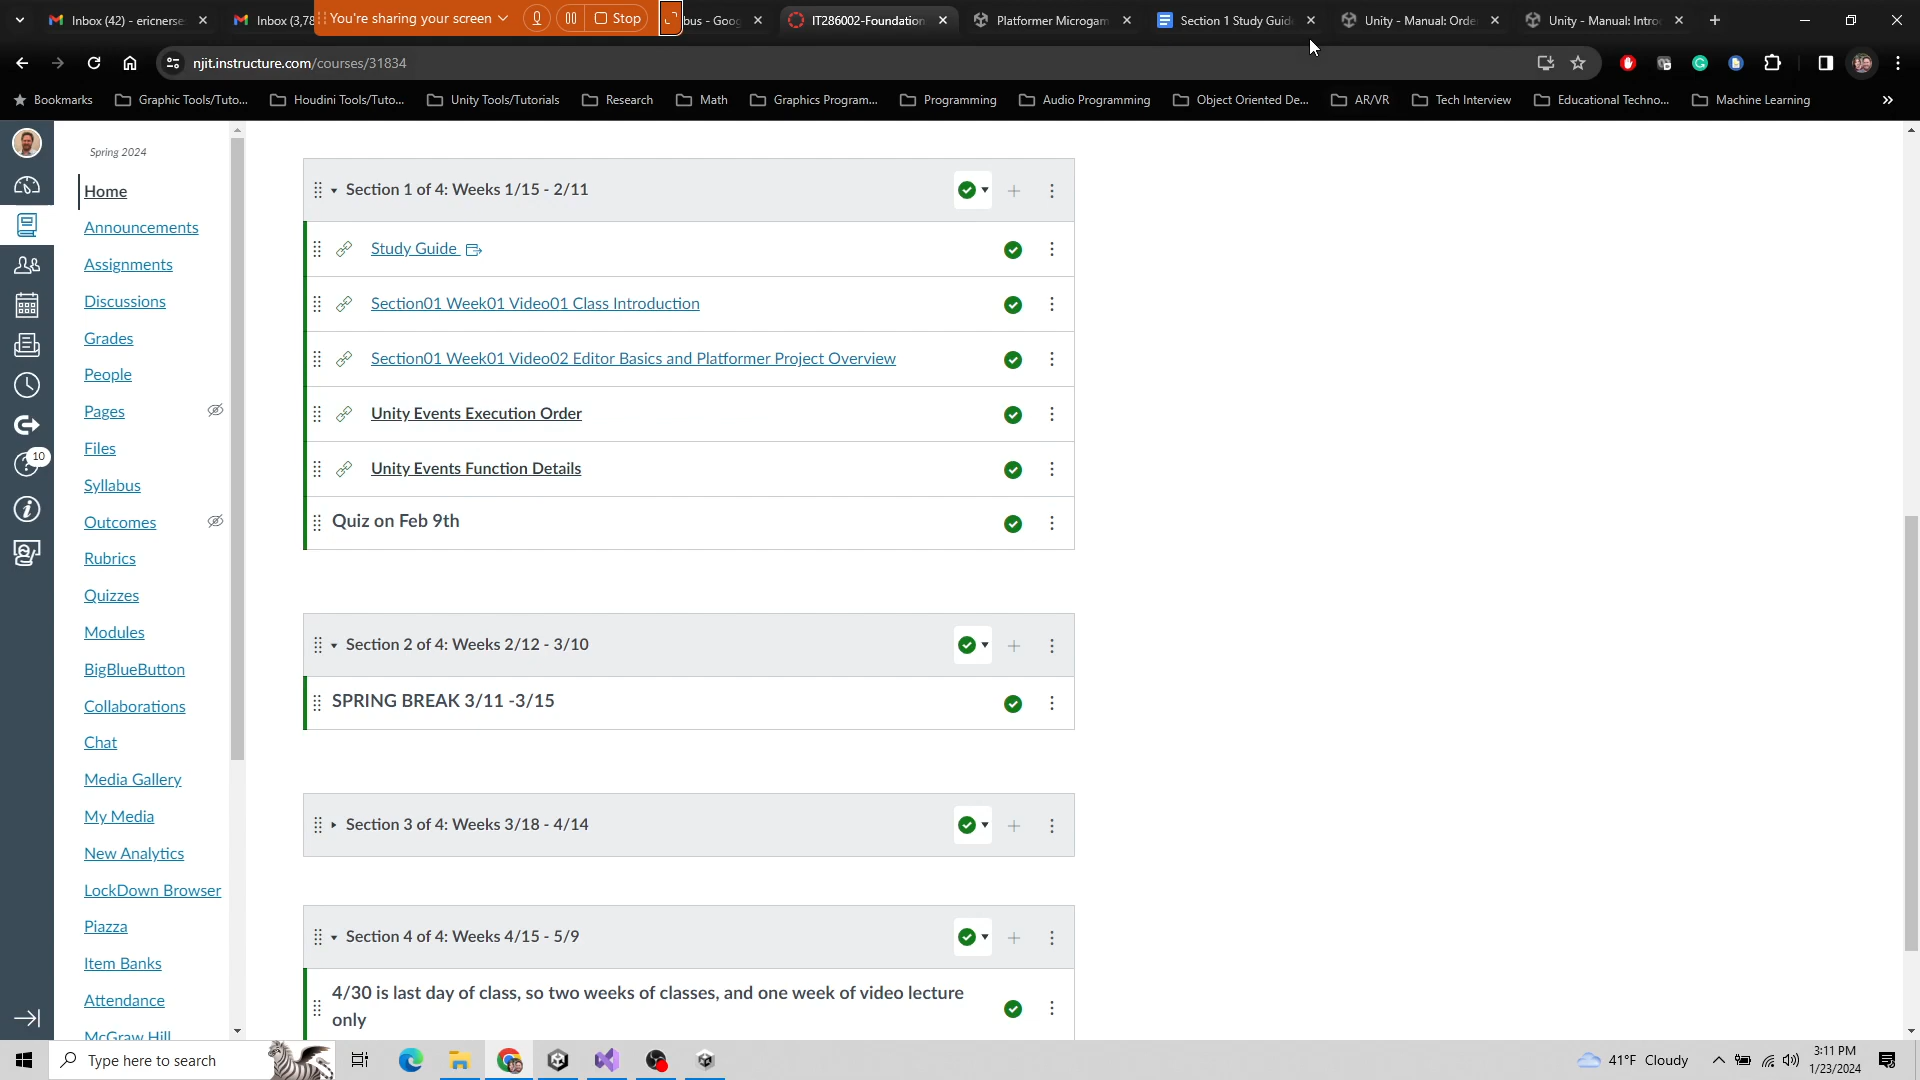 Inbox (42) - ericnerse
Inbox (3,78
You're sharing your screen
Stop
bus - Goo
IT286002-Foundation
Platformer Microgam
Section 1 Study Guid
Unity - Manual: Orde
Unity - Manual: Intro
njit.instructure.com/courses/31834
Bookmarks
Graphic Tools/Tuto...
Houdini Tools/Tuto...
Unity Tools/Tutorials
Research
Math
Graphics Program...
Programming
Audio Programming
Object Oriented De...
AR/VR
Tech Interview
Educational Techno...
Machine Learning
Spring 2024
Home
Announcements
Assignments
Discussions
Grades
People
Pages
Files
Syllabus
Outcomes
Rubrics
Quizzes
Modules
BigBlueButton
Collaborations
Chat
Media Gallery
My Media
New Analytics
LockDown Browser
Piazza
Item Banks
Attendance
McGraw Hill
10
Section 1 of 4: Weeks 1/15 - 2/11
Study Guide
Section01 Week01 Video01 Class Introduction
Section01 Week01 Video02 Editor Basics and Platformer Project Overview
Unity Events Execution Order
Unity Events Function Details
Quiz on Feb 9th
Section 2 of 4: Weeks 2/12 - 3/10
SPRING BREAK 3/11 -3/15
Section 3 of 4: Weeks 3/18 - 4/14
Section 4 of 4: Weeks 4/15 - 5/9
4/30 is last day of class, so two weeks of classes, and one week of video lecture
only
Type here to search
41°F Cloudy
3:11 PM
1/23/2024